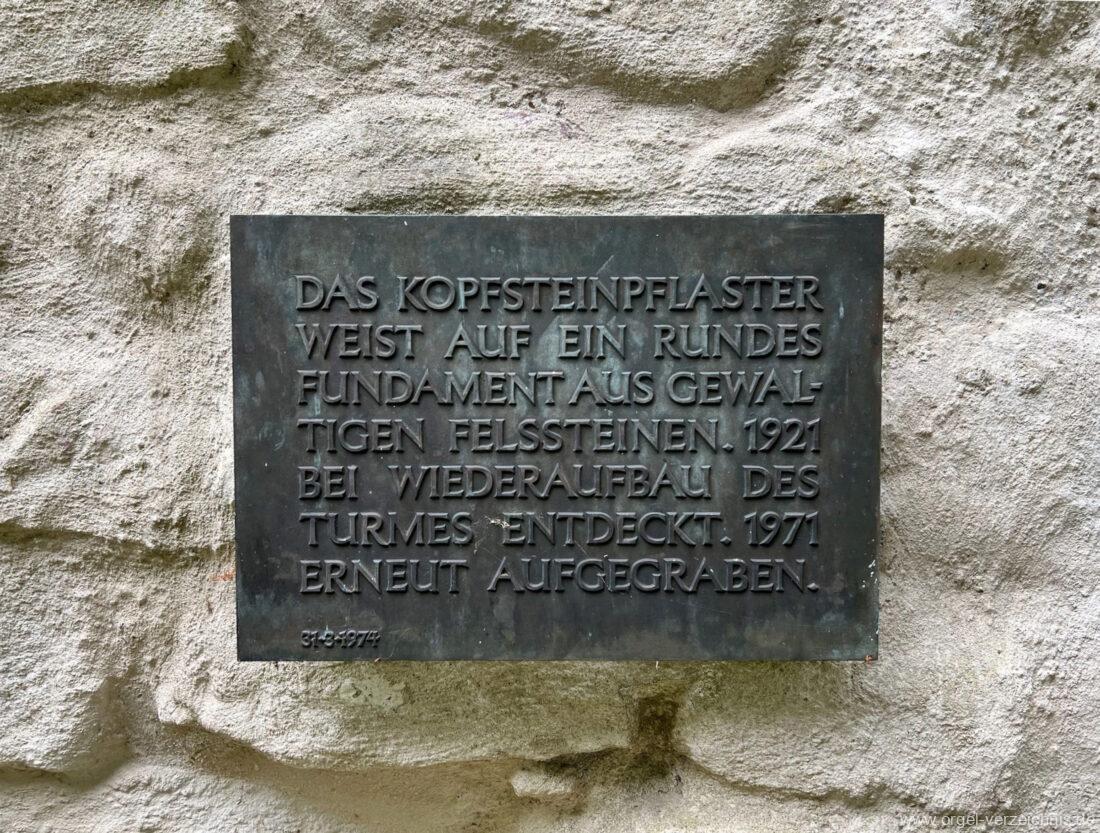 DAS KOPFSTEINPFLASTER
WEIST AUF EIN RUNDES
FUNDAMENT AUS GEWAL-
TIGEN FELSSTEINEN. 1921
BEI WIEDERAUFBAU DES
TURMES ENTDECKT. 1971
ERNEUT AUFGEGRABEN.
31·3·1974
www.orgel-verzeichnis.de